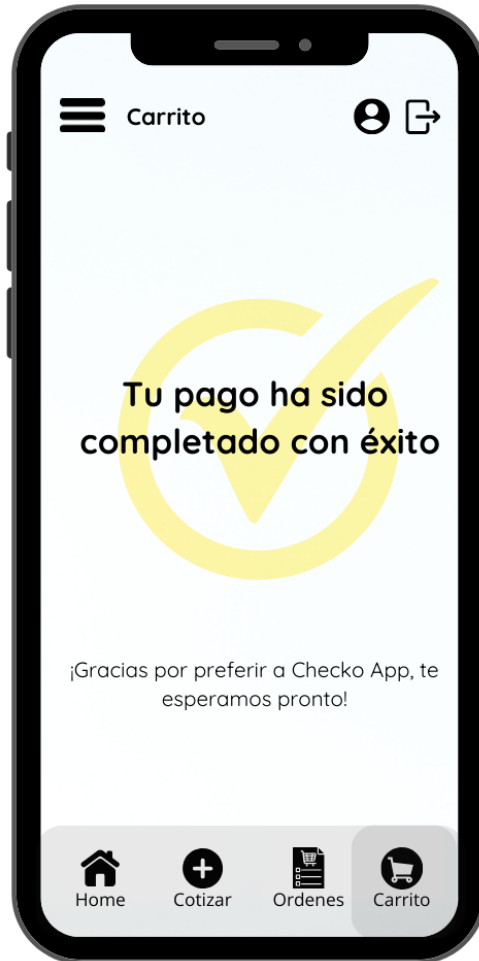 Carrito
Tu pago ha sido
completado con éxito
¡Gracias por preferir a Checko App, te
esperamos pronto!
Home
Cotizar
Ordenes
Carrito